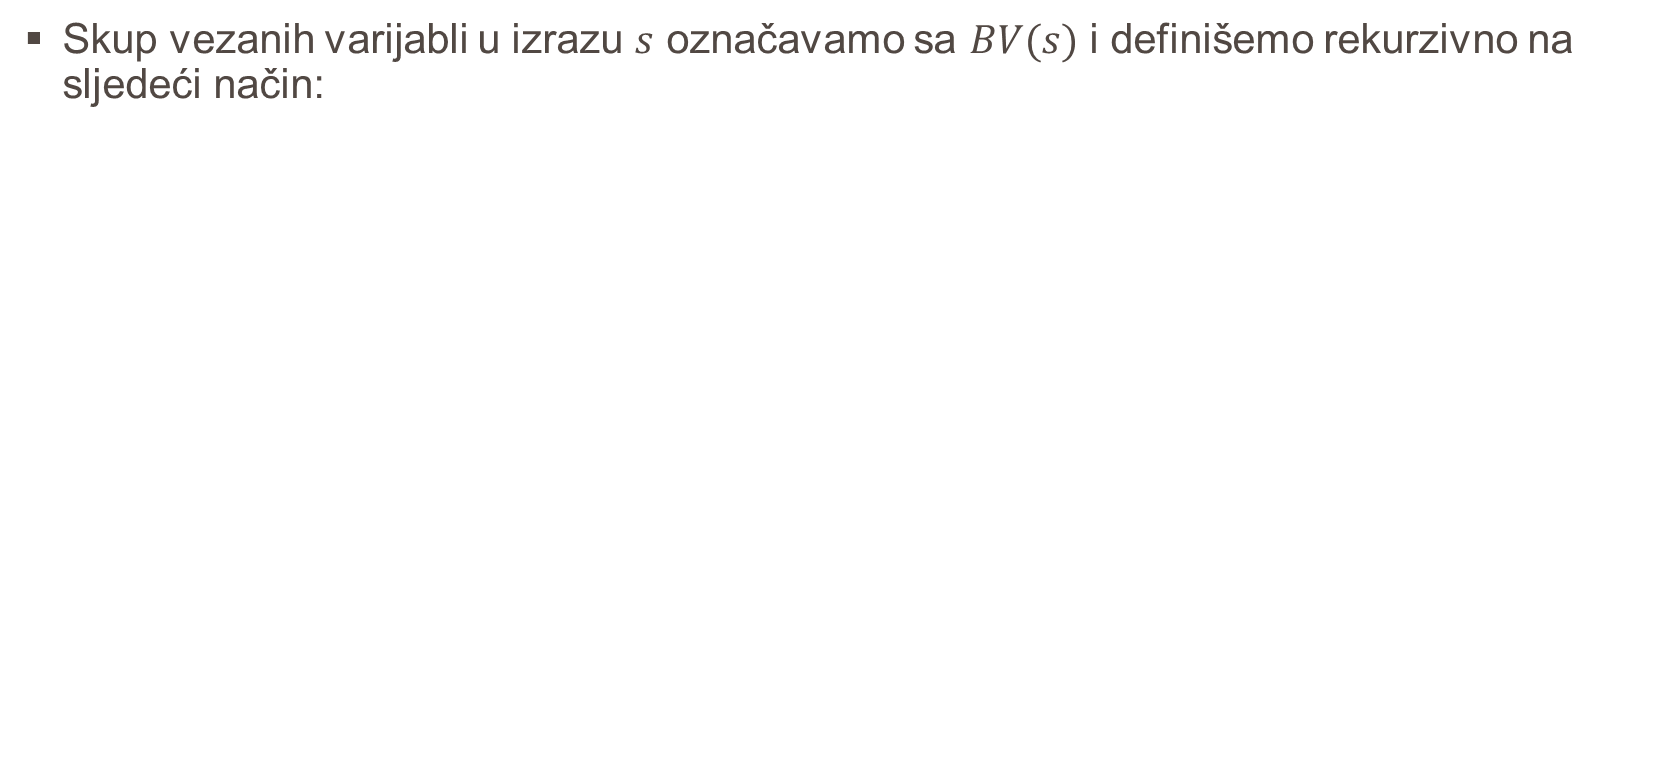 ▪ Skup vezanih varijabli u izrazu s označavamo sa BV(s) i definišemo rekurzivno na
sljedeći način: